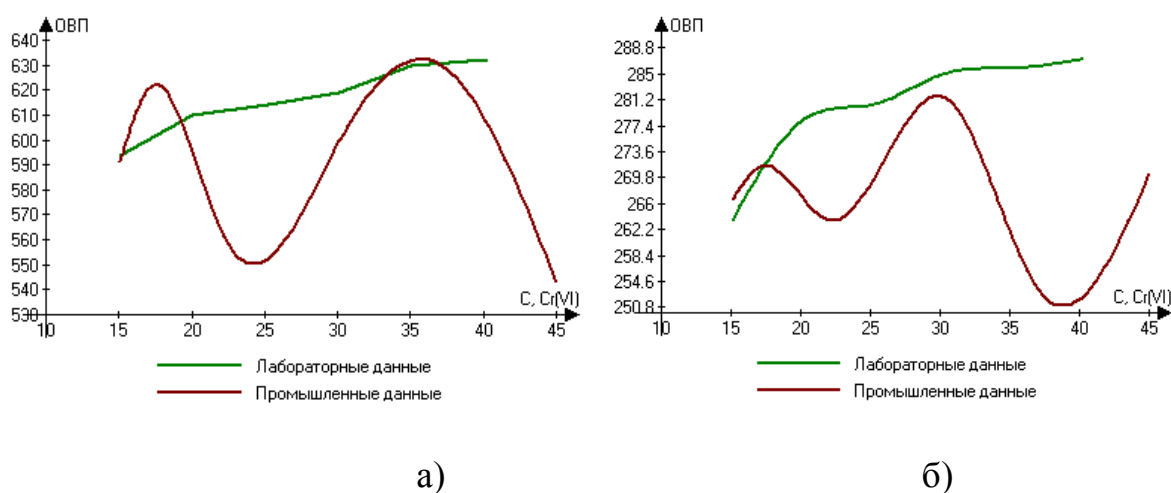 ОВП
640
630
620
610
600
590
580
570
560
550
540
530
10 15 20 25 30 35 40 45
C, Cr(VI)
Лабораторные данные
Промышленные данные
а)
ОВП
288.8
285
281.2
277.4
273.6
269.8
266
262.2
258.4
254.6
250.8
10 15 20 25 30 35 40 45
C, Cr(VI)
Лабораторные данные
Промышленные данные
б)